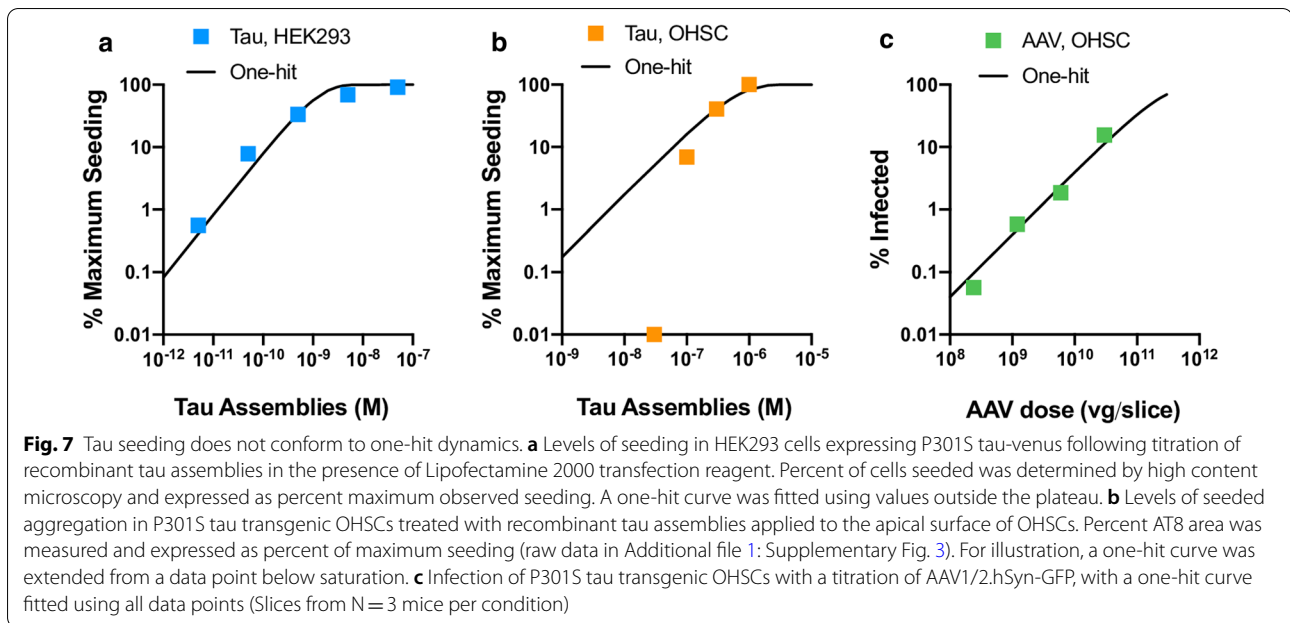 a
Tau, HEK293
One-hit
% Maximum Seeding
100
10
1
0.1
0.01
10-12
10-11
10-10
10-9
10-8
10-7
Tau Assemblies (M)
b
Tau, OHSC
One-hit
% Maximum Seeding
100
10
1
0.1
0.01
10-9
10-8
10-7
10-6
10-5
Tau Assemblies (M)
c
AAV, OHSC
One-hit
% Infected
100
10
1
0.1
0.01
10^8
10^9
10^10
10^11
10^12
AAV dose (vg/slice)
Fig. 7 Tau seeding does not conform to one-hit dynamics. a Levels of seeding in HEK293 cells expressing P301S tau-venus following titration of
recombinant tau assemblies in the presence of Lipofectamine 2000 transfection reagent. Percent of cells seeded was determined by high content
microscopy and expressed as percent maximum observed seeding. A one-hit curve was fitted using values outside the plateau. b Levels of seeded
aggregation in P301S tau transgenic OHSCs treated with recombinant tau assemblies applied to the apical surface of OHSCs. Percent AT8 area was
measured and expressed as percent of maximum seeding (raw data in Additional file 1: Supplementary Fig. 3). For illustration, a one-hit curve was
extended from a data point below saturation. c Infection of P301S tau transgenic OHSCs with a titration of AAV1/2.hSyn-GFP, with a one-hit curve
fitted using all data points (Slices from N = 3 mice per condition)